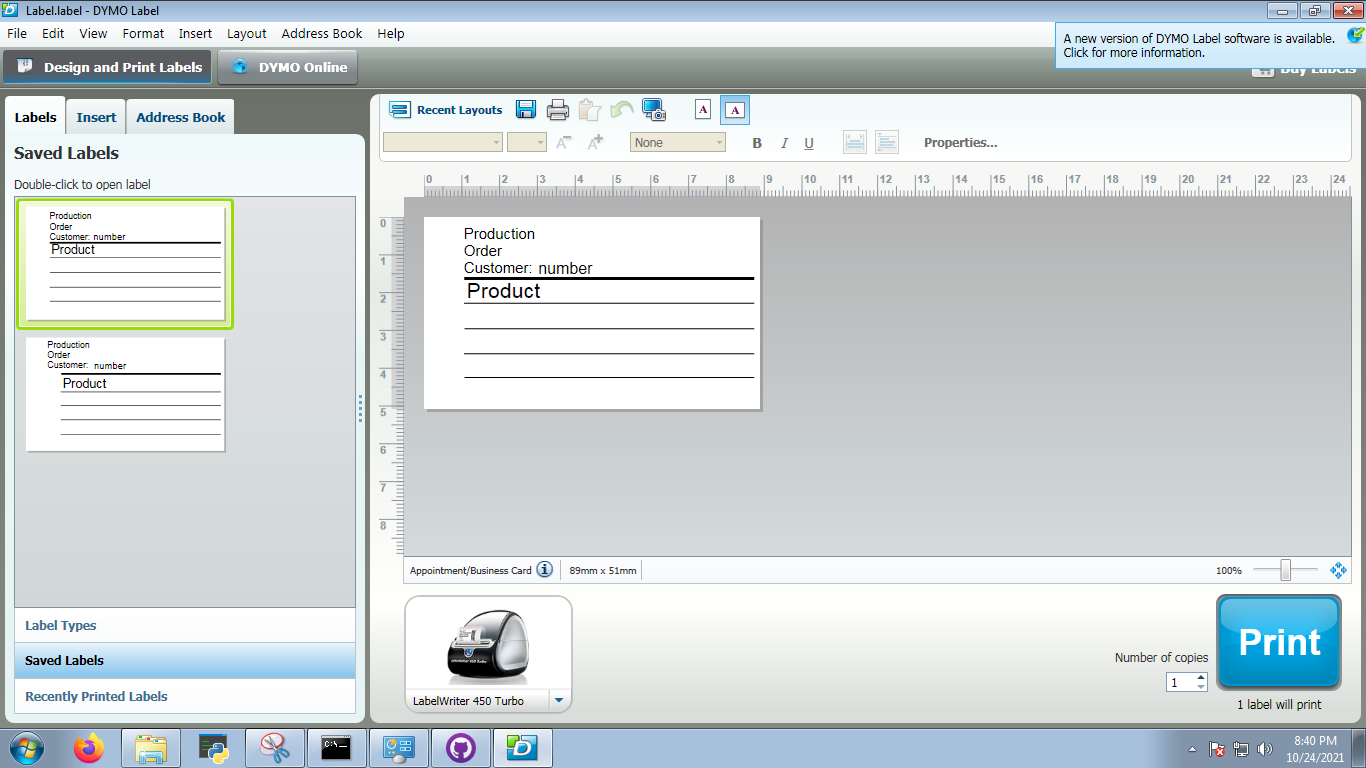 Label.label - DYMO Label
File Edit View Format Insert Layout Address Book Help
A new version of DYMO Label software is available.
Click for more information.
Design and Print Labels
DYMO Online
Buy Labels
Labels
Insert
Address Book
Saved Labels
Double-click to open label
Production
Order
Customer: number
Product
Production
Order
Customer: number
Product
Label Types
Saved Labels
Recently Printed Labels
Recent Layouts
A A
A A None B I U Properties...
0 1 2 3 4 5 6 7 8 9 10 11 12 13 14 15 16 17 18 19 20 21 22 23 24
0
1
2
3
4
5
6
7
8
Production
Order
Customer: number
Product
Appointment/Business Card 89mm x 51mm 100%
LabelWriter 450 Turbo
LabelWriter 450 Turbo
Number of copies
1
Print
1 label will print
C:\_
8:40 PM
10/24/2021